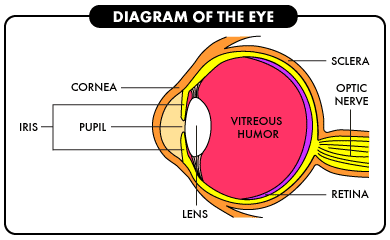 DIAGRAM OF THE EYE
SCLERA
CORNEA
OPTIC
NERVE
IRIS
PUPIL
VITREOUS
HUMOR
RETINA
LENS